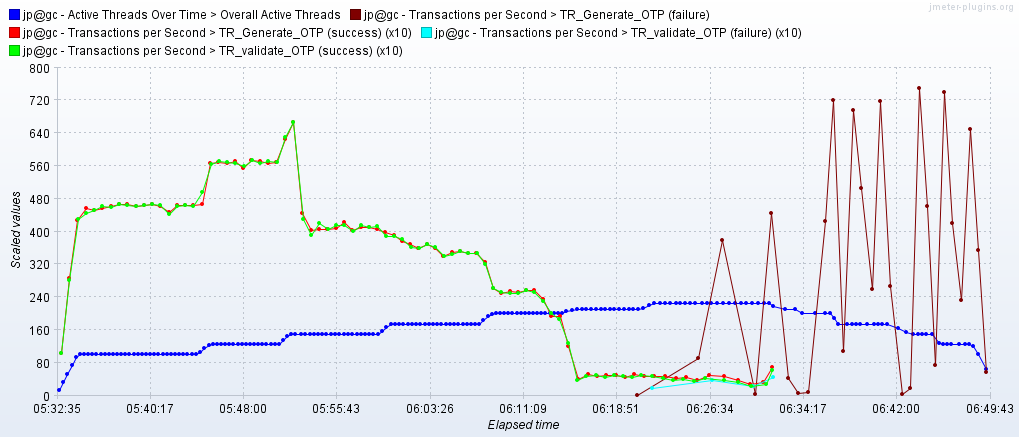 jp@gc - Active Threads Over Time > Overall Active Threads jp@gc - Transactions per Second > TR_Generate_OTP (failure)
jmeter-plugins.org
jp@gc - Transactions per Second > TR_Generate_OTP (success) (x10) jp@gc - Transactions per Second > TR_validate_OTP (failure) (x10)
jp@gc - Transactions per Second > TR_validate_OTP (success) (x10)
800
720
640
560
480
400
320
240
160
80
0
Scaled values
05:32:35 05:40:17 05:48:00 05:55:43 06:03:26 06:11:09 06:18:51 06:26:34 06:34:17 06:42:00 06:49:43
Elapsed time